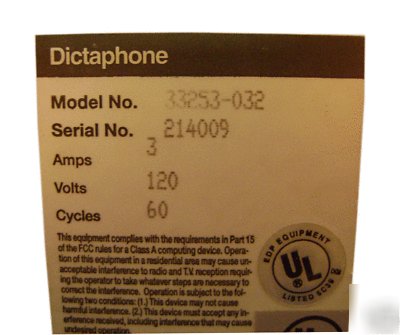 Dictaphone
Model No. 33253-032
Serial No. 214009
Amps 3
Volts 120
Cycles 60
This equipment complies with the requirements in Part 15
of the FCC rules for a Class A computing device. Opera-
tion of this equipment in a residential area may cause un-
acceptable interference to radio and T.V. reception requir-
ing the operator to take whatever steps are necessary to
correct the interference. Operation is subject to the fol-
lowing two conditions: (1.) This device may not cause
harmful interference. (2.) This device must accept any in-
terference received, including interference that may cause
undesired operation.
EDP EQUIPMENT
UL
LISTED